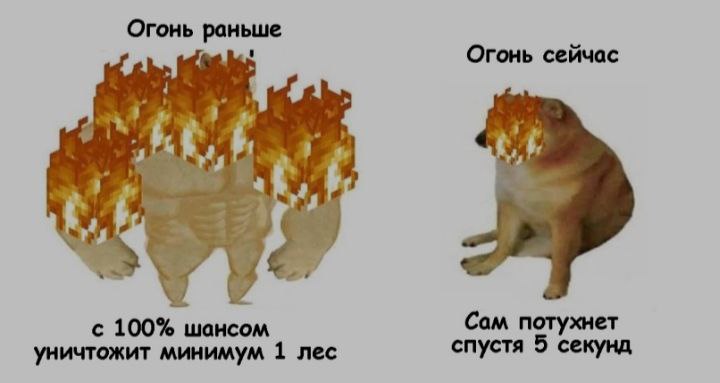 Огонь раньше
с 100% шансом
уничтожит минимум 1 лес
Огонь сейчас
Сам потухнет
спустя 5 секунд